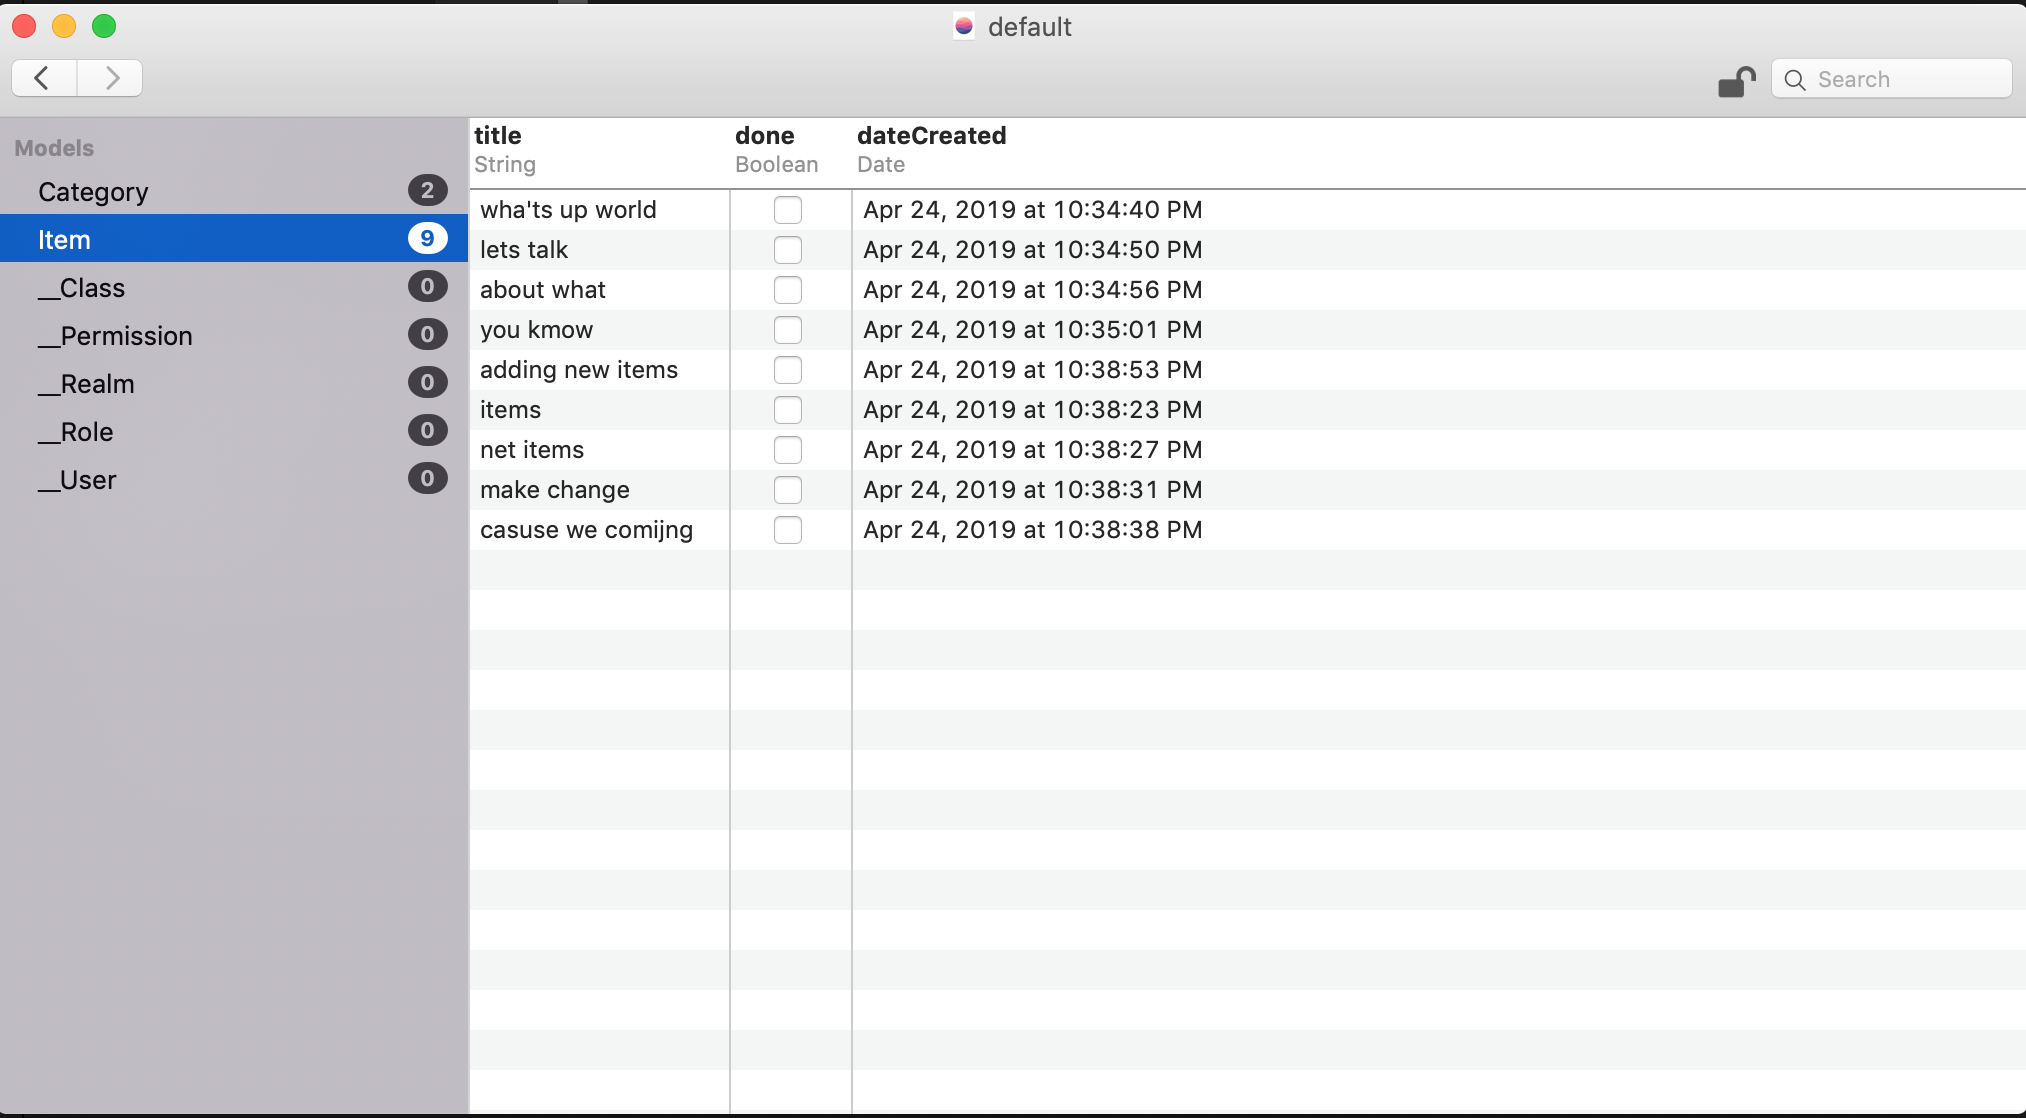 default
Search
Models
Category 2
Item 9
__Class 0
__Permission 0
__Realm 0
__Role 0
__User 0
title done dateCreated
String Boolean Date
wha'ts up world Apr 24, 2019 at 10:34:40 PM
lets talk Apr 24, 2019 at 10:34:50 PM
about what Apr 24, 2019 at 10:34:56 PM
you kmow Apr 24, 2019 at 10:35:01 PM
adding new items Apr 24, 2019 at 10:38:53 PM
items Apr 24, 2019 at 10:38:23 PM
net items Apr 24, 2019 at 10:38:27 PM
make change Apr 24, 2019 at 10:38:31 PM
casuse we comijng Apr 24, 2019 at 10:38:38 PM